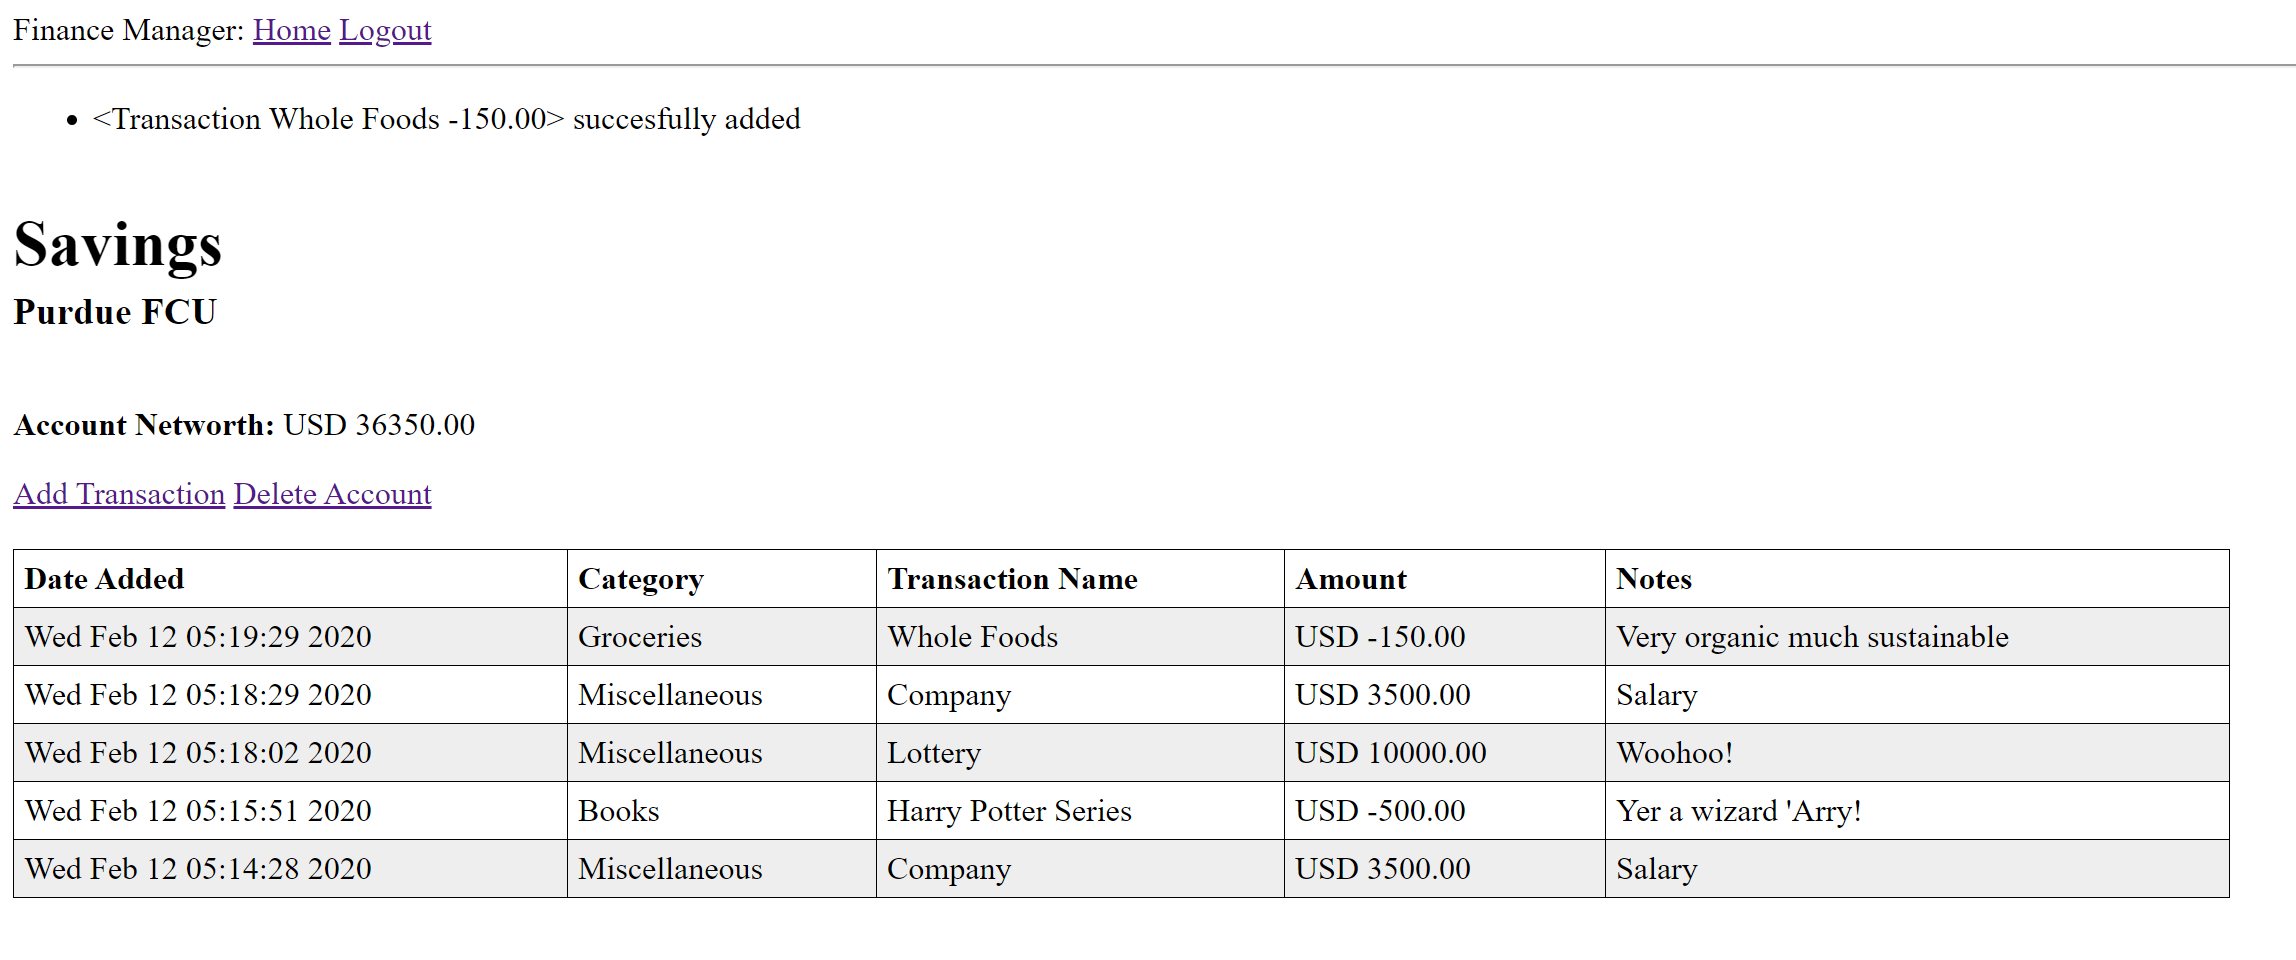 Finance Manager: Home Logout
• <Transaction Whole Foods -150.00> succesfully added
Savings
Purdue FCU
Account Networth: USD 36350.00
Add Transaction Delete Account
Date Added Category Transaction Name Amount Notes
Wed Feb 12 05:19:29 2020 Groceries Whole Foods USD -150.00 Very organic much sustainable
Wed Feb 12 05:18:29 2020 Miscellaneous Company USD 3500.00 Salary
Wed Feb 12 05:18:02 2020 Miscellaneous Lottery USD 10000.00 Woohoo!
Wed Feb 12 05:15:51 2020 Books Harry Potter Series USD -500.00 Yer a wizard 'Arry!
Wed Feb 12 05:14:28 2020 Miscellaneous Company USD 3500.00 Salary